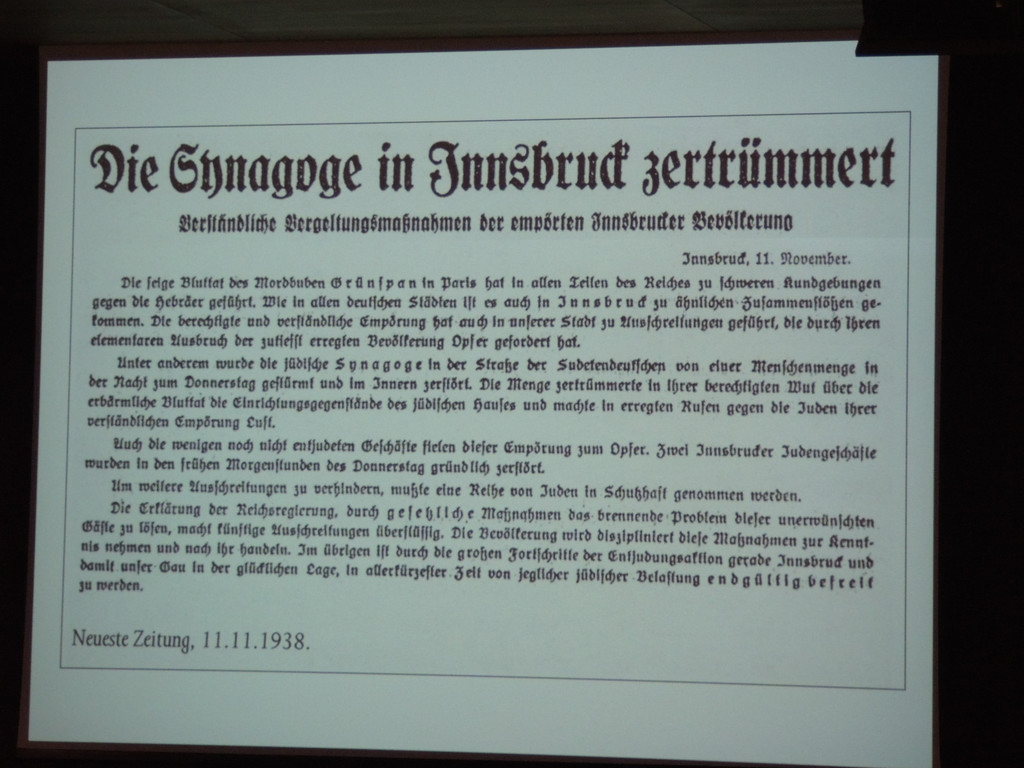 Die Synagoge in Innsbruck zertrümmert
Verständliche Vergeltungsmaßnahmen der empörten Innsbrucker Bevölkerung
Innsbruck, 11. November.
Die feige Bluttat des Mordbuben Grünspan in Paris hat in allen Teilen des Reiches zu schweren Kundgebungen
gegen die Hebräer geführt. Wie in allen deutschen Städten ist es auch in Innsbruck zu ähnlichen Zusammenstößen ge-
kommen. Die berechtigte und verständliche Empörung hat auch in unserer Stadt zu Ausschreitungen geführt, die durch ihren
elementaren Ausbruch der zutiefst erregten Bevölkerung Opfer gefordert hat.
Unter anderem wurde die jüdische Synagoge in der Straße der Sudetendeutschen von einer Menschenmenge in
der Nacht zum Donnerstag gestürmt und im Innern zerstört. Die Menge zertrümmerte in ihrer berechtigten Wut über die
erbärmliche Bluttat die Einrichtungsgegenstände des jüdischen Hauses und machte in erregten Rufen gegen die Juden ihrer
verständlichen Empörung Luft.
Auch die wenigen noch nicht entjudeten Geschäfte fielen dieser Empörung zum Opfer. Zwei Innsbrucker Judengeschäfte
wurden in den frühen Morgenstunden des Donnerstag gründlich zerstört.
Um weitere Ausschreitungen zu verhindern, mußte eine Reihe von Juden in Schutzhaft genommen werden.
Die Erklärung der Reichsregierung, durch gesetzliche Maßnahmen das brennende Problem dieser unerwünschten
Gäste zu lösen, macht künftige Ausschreitungen überflüssig. Die Bevölkerung wird diszipliniert diese Maßnahmen zur Kennt-
nis nehmen und nach ihr handeln. Im übrigen ist durch die großen Fortschritte der Entjudungsaktion gerade Innsbruck und
damit unser Gau in der glücklichen Lage, in allerkürzester Zeit von jeglicher jüdischer Belastung endgültig befreit
zu werden.
Neueste Zeitung, 11.11.1938.